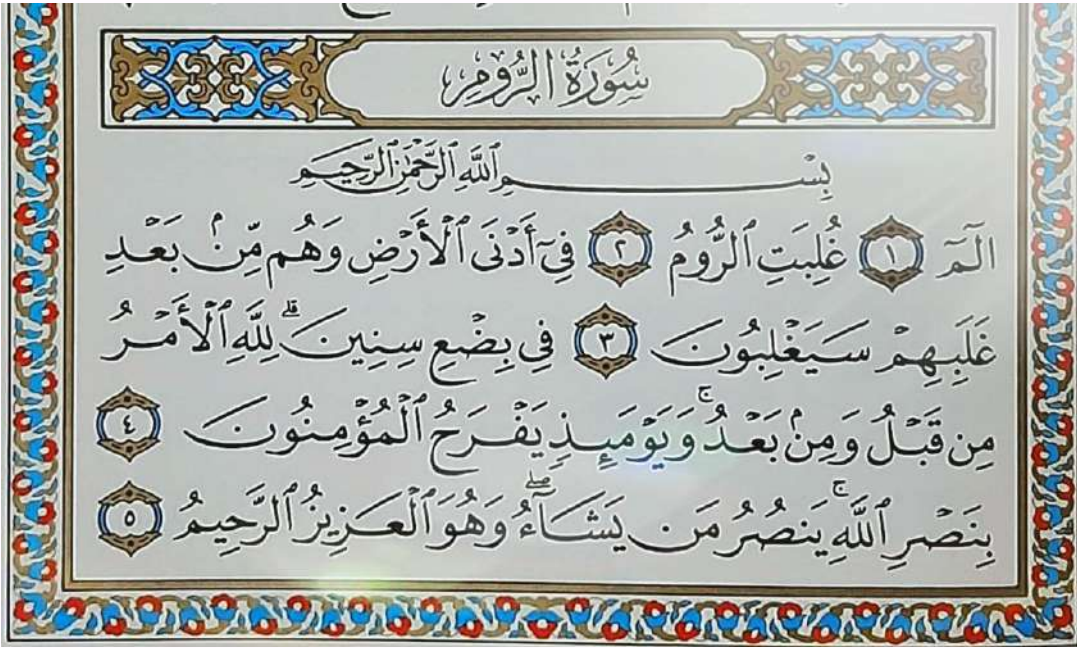 سُورَةُ الرُّومِ
بِسْمِ ٱللَّهِ ٱلرَّحْمَٰنِ ٱلرَّحِيمِ
الٓمٓ ١ غُلِبَتِ ٱلرُّومُ ٢ فِىٓ أَدْنَى ٱلْأَرْضِ وَهُم مِّنۢ بَعْدِ
غَلَبِهِمْ سَيَغْلِبُونَ ٣ فِى بِضْعِ سِنِينَ ۗ لِلَّهِ ٱلْأَمْرُ
مِن قَبْلُ وَمِنۢ بَعْدُ ۚ وَيَوْمَئِذٍ يَفْرَحُ ٱلْمُؤْمِنُونَ ٤
بِنَصْرِ ٱللَّهِ ۚ يَنصُرُ مَن يَشَآءُ ۖ وَهُوَ ٱلْعَزِيزُ ٱلرَّحِيمُ ٥